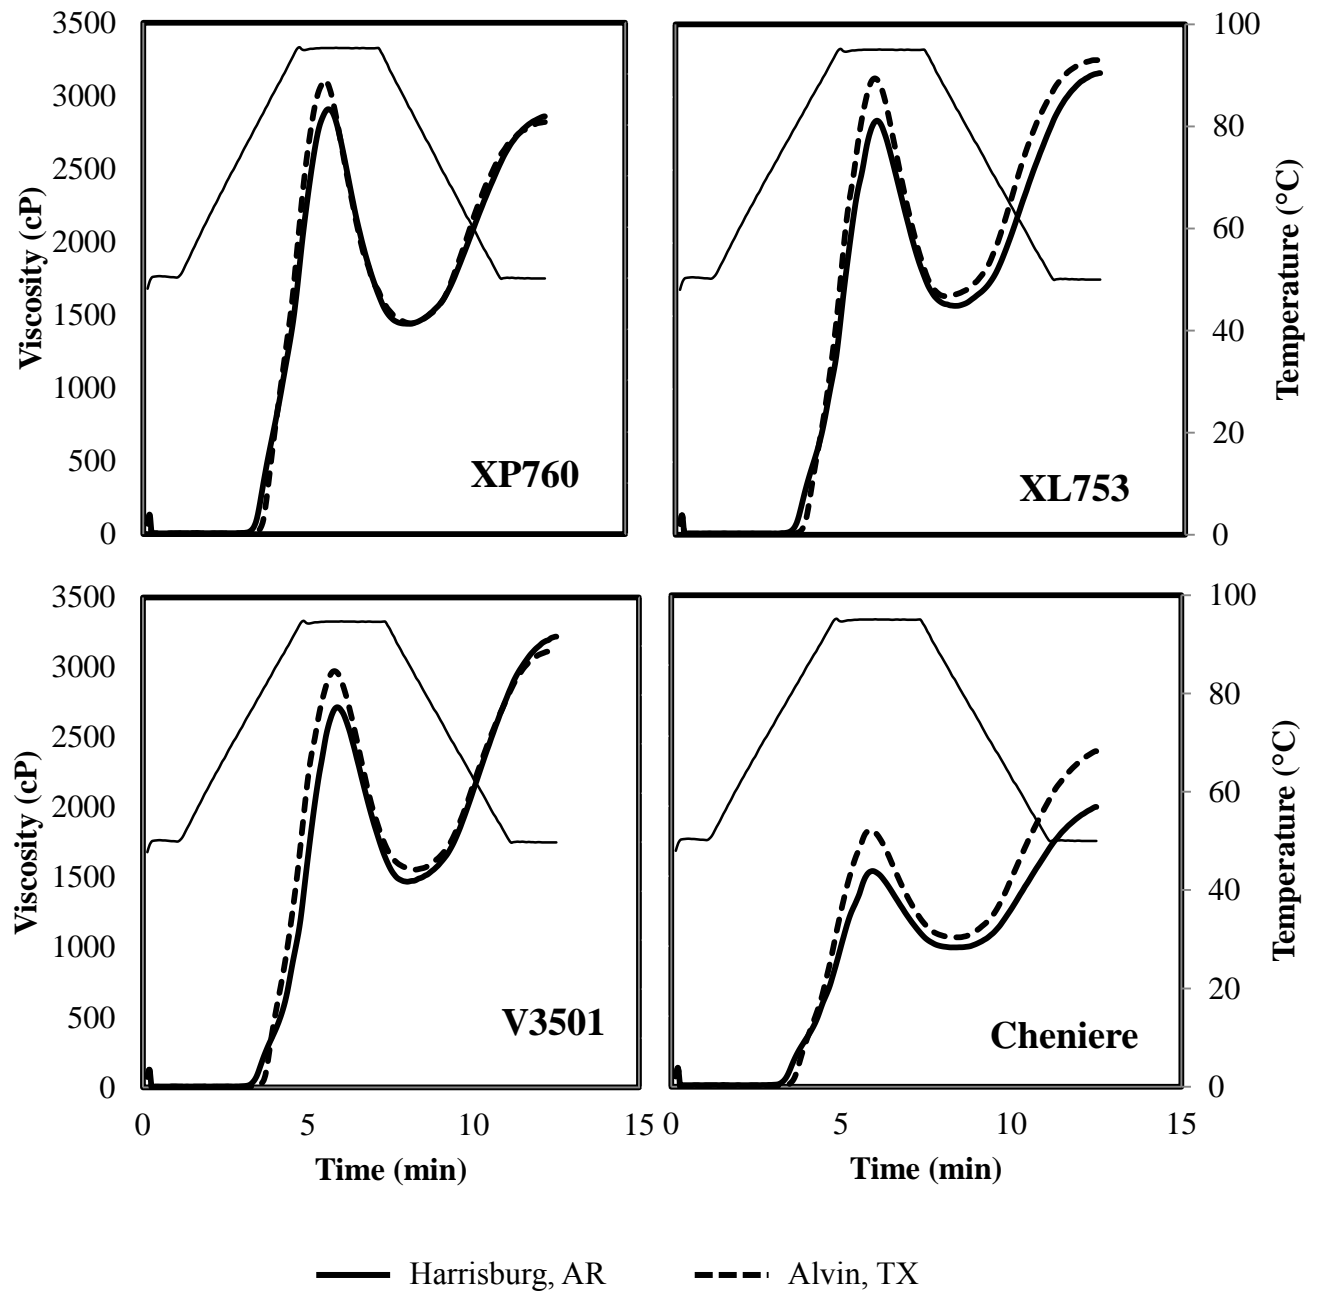 3500
3000
2500
2000
1500
1000
500
0
Viscosity (cP)
XP760
100
80
60
40
20
0
Temperature (°C)
XL753
3500
3000
2500
2000
1500
1000
500
0
Viscosity (cP)
V3501
0 5 10 15
Time (min)
100
80
60
40
20
0
Temperature (°C)
Cheniere
0 5 10 15
Time (min)
Harrisburg, AR Alvin, TX